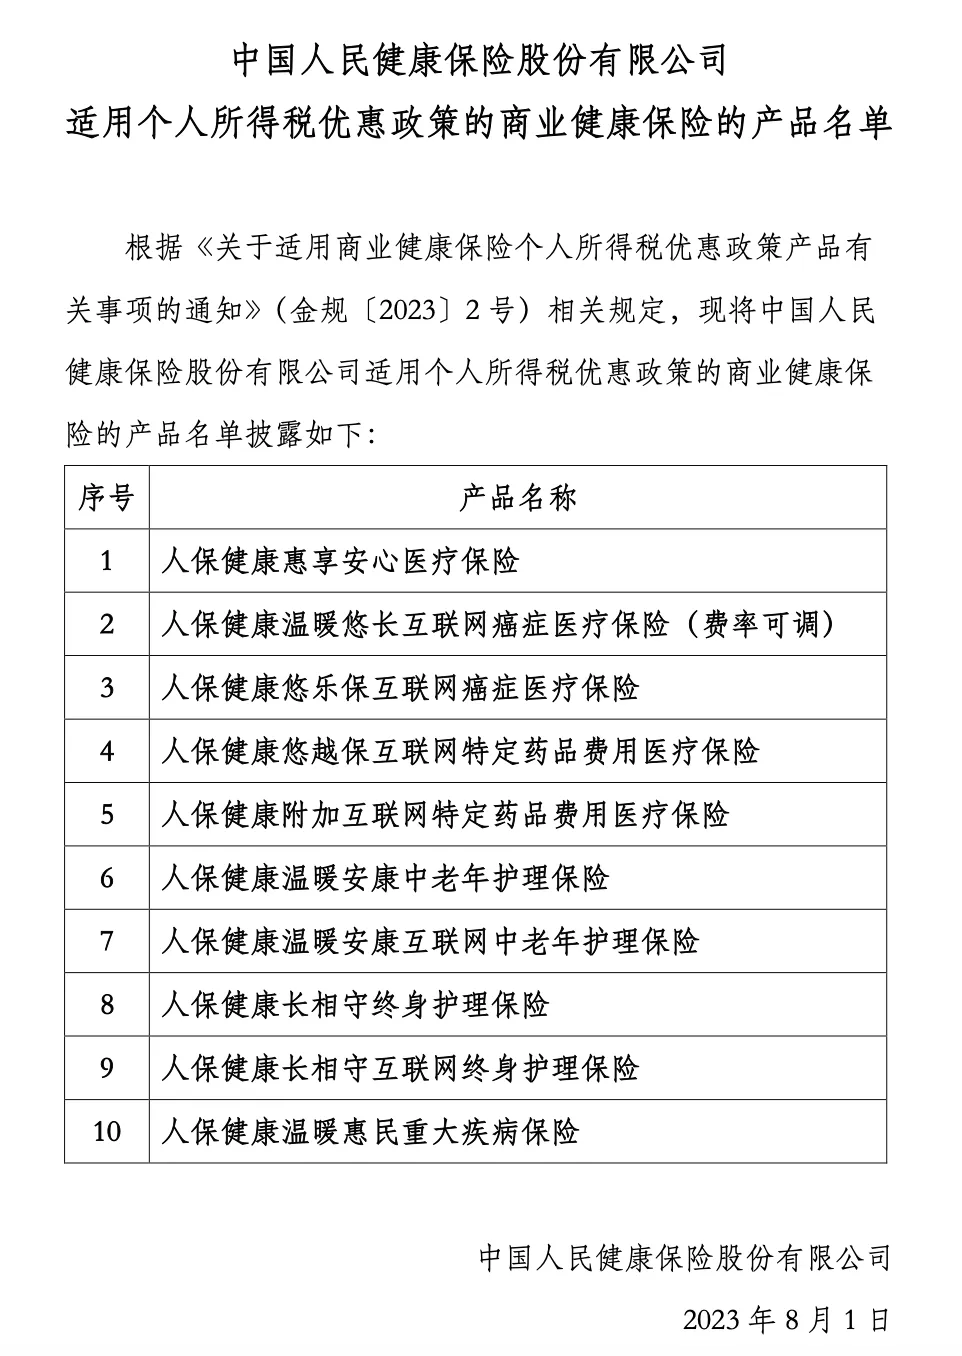 中国人民健康保险股份有限公司
适用个人所得税优惠政策的商业健康保险的产品名单
根据《关于适用商业健康保险个人所得税优惠政策产品有
关事项的通知》（金规〔2023〕2号）相关规定，现将中国人民
健康保险股份有限公司适用个人所得税优惠政策的商业健康保
险的产品名单披露如下：
序号 产品名称
1 人保健康惠享安心医疗保险
2 人保健康温暖悠长互联网癌症医疗保险（费率可调）
3 人保健康悠乐保互联网癌症医疗保险
4 人保健康悠越保互联网特定药品费用医疗保险
5 人保健康附加互联网特定药品费用医疗保险
6 人保健康温暖安康中老年护理保险
7 人保健康温暖安康互联网中老年护理保险
8 人保健康长相守终身护理保险
9 人保健康长相守互联网终身护理保险
10 人保健康温暖惠民重大疾病保险
中国人民健康保险股份有限公司
2023年8月1日